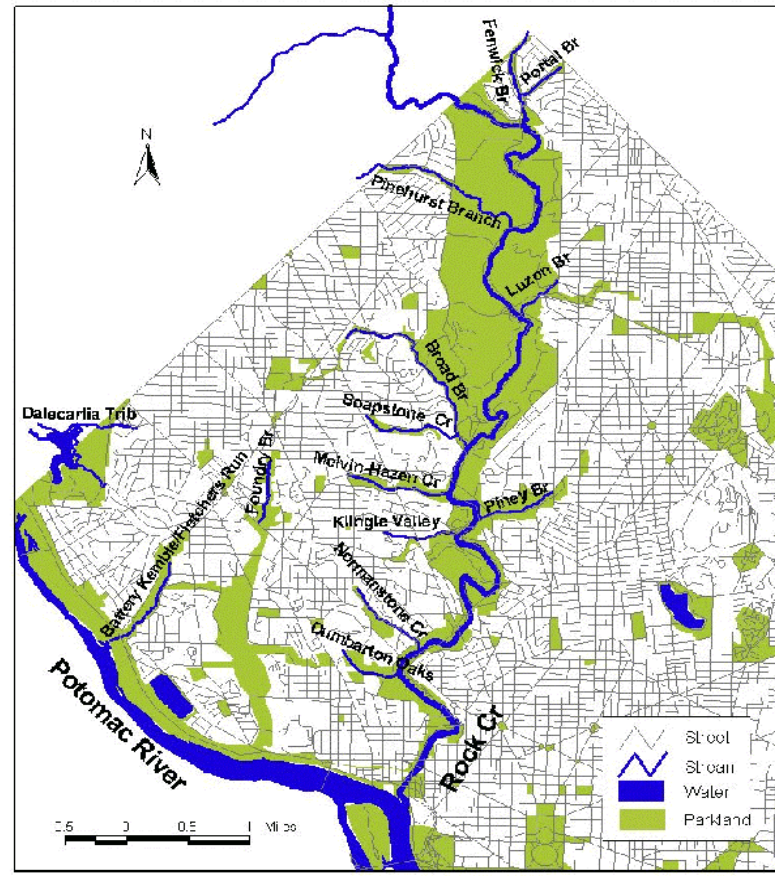 Fenwick Br
Portal Br
N
Pinehurst Branch
Luzon Br
Broad Br
Soapstone Cr
Dalecarlia Trib
Foundry Br
Melvin Hazen Cr
Battery Kemble/Fletchers Run
Piney Br
Klingle Valley
Normanstone Cr
Dumbarton Oaks
Potomac River
Rock Cr
Street
Stream
Water
Parkland
0.5 0 0.5 1 Miles